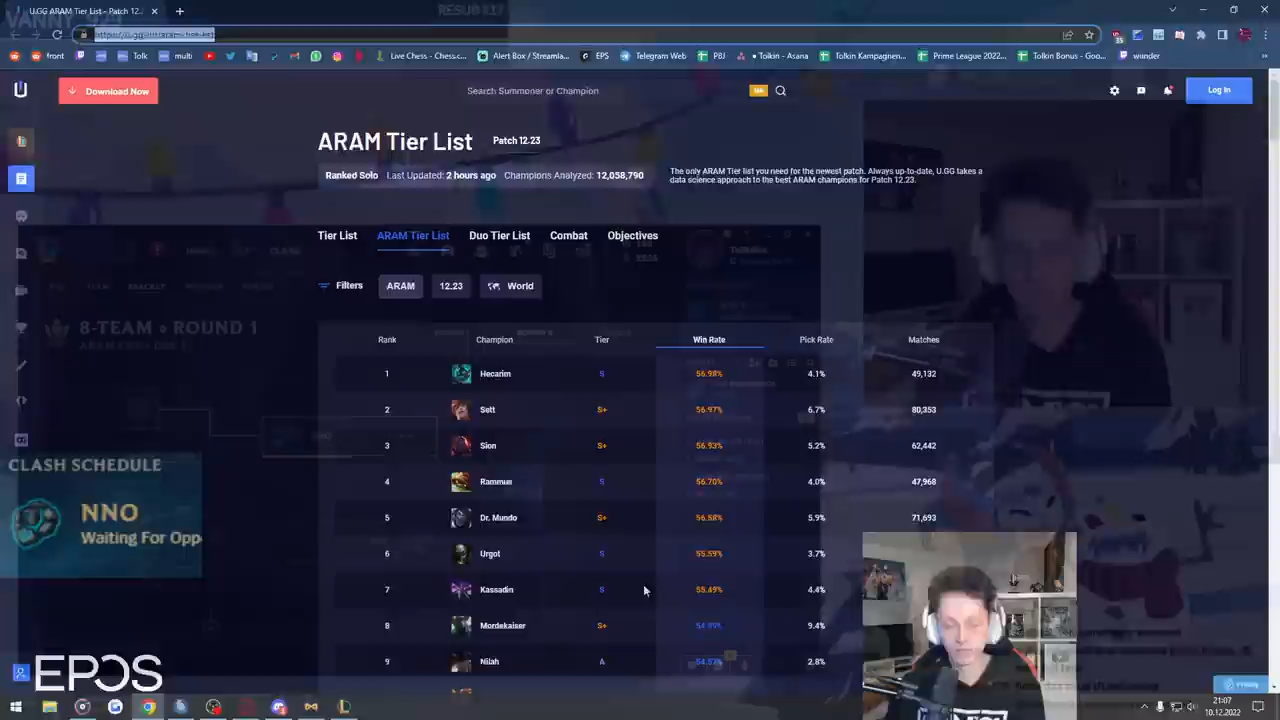 U.GG ARAM Tier List - Patch 12.
front
Tolk
multi
Live Chess - Chess.c...
Alert Box / Streamla...
EPS
Telegram Web
PBJ
• Tolkin - Asana
Tolkin Kampagnen...
Prime League 2022...
Tolkin Bonus - Goo...
wunder
Download Now
Search Summoner or Champion
Log In
ARAM Tier List
Patch 12.23
Ranked Solo Last Updated: 2 hours ago Champions Analyzed: 12,058,790
The only ARAM Tier list you need for the newest patch. Always up-to-date, U.GG takes a
data science approach to the best ARAM champions for Patch 12.23.
Tier List ARAM Tier List Duo Tier List Combat Objectives
Filters ARAM 12.23 World
8-TEAM ROUND 1
Rank Champion Tier Win Rate Pick Rate Matches
1 Hecarim S 56.98% 4.1% 49,132
2 Sett S+ 56.97% 6.7% 80,353
3 Sion S+ 56.93% 5.2% 62,442
4 Rammus S 56.70% 4.0% 47,968
5 Dr. Mundo S+ 56.58% 5.9% 71,693
6 Urgot S 55.59% 3.7%
7 Kassadin S 55.49% 4.4%
8 Mordekaiser S+ 9.4%
9 Nilah A 2.8%
CLASH SCHEDULE
NNO
Waiting For Opp
EPOS
21:07
10.12.2022